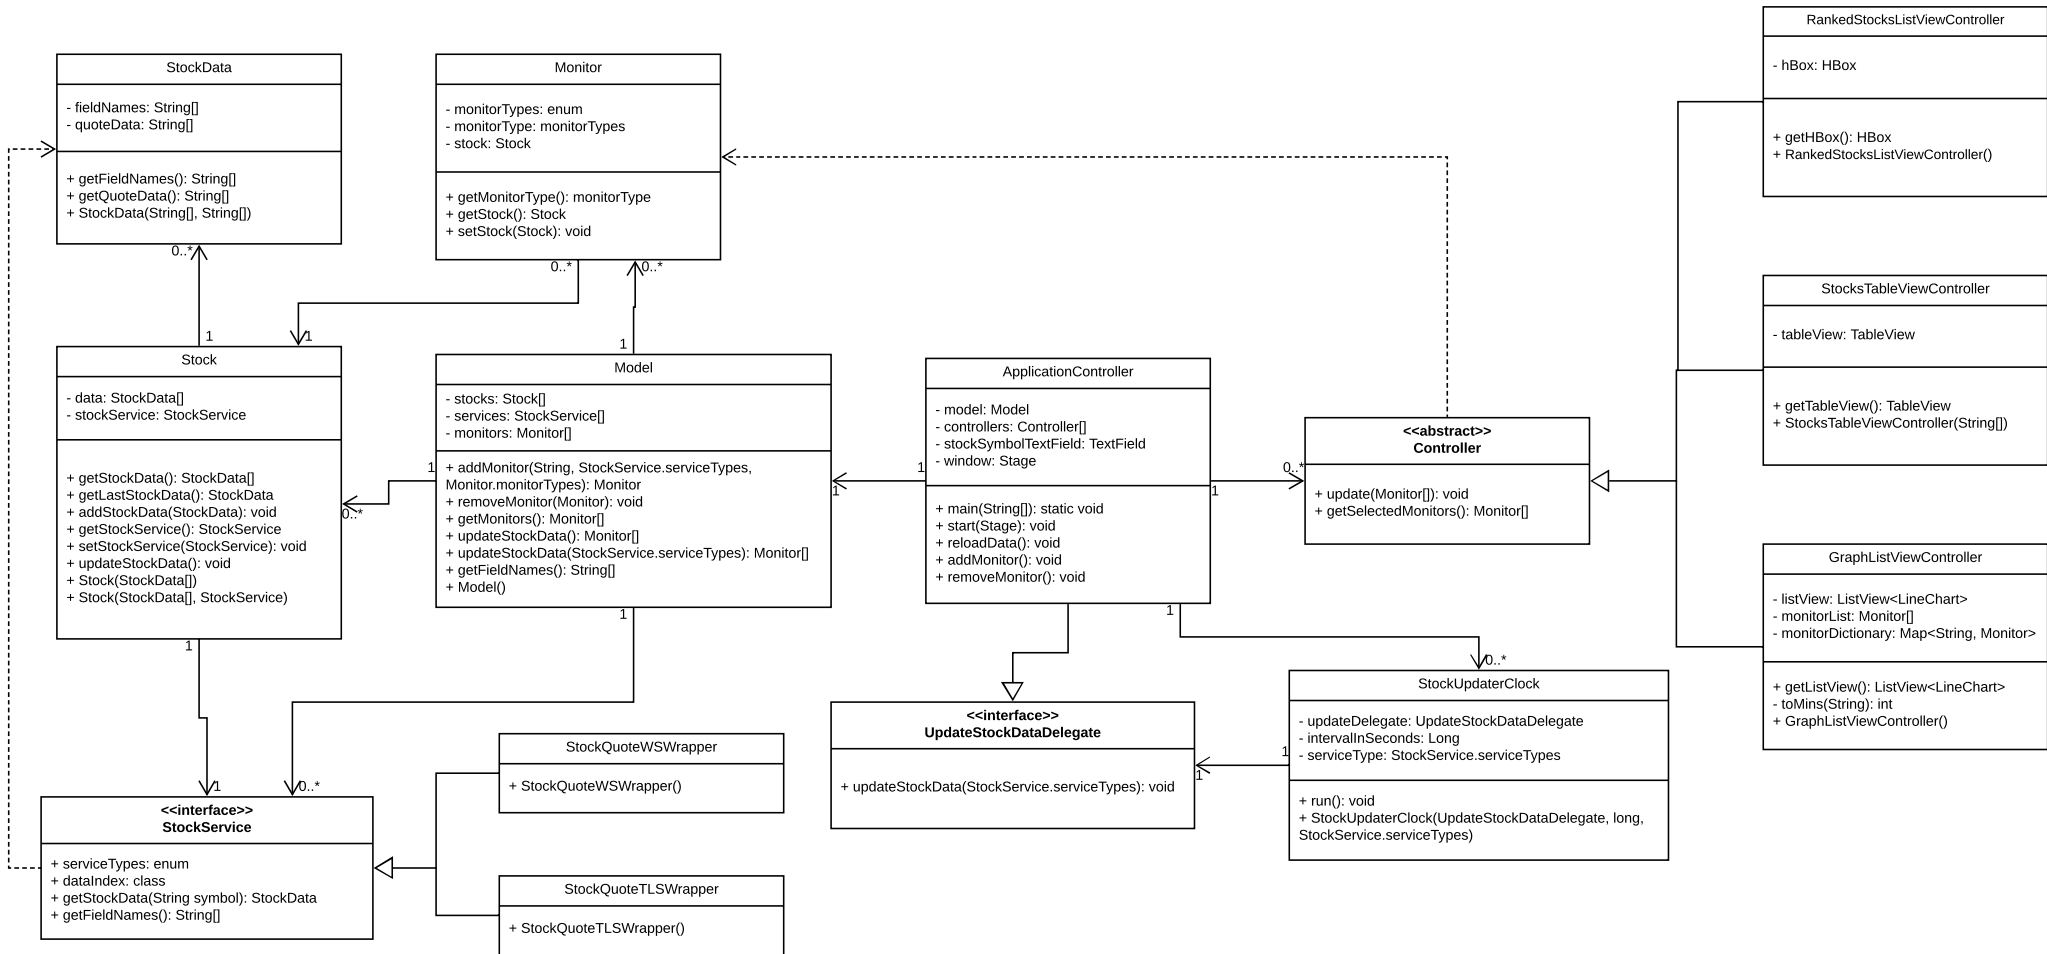 StockData
- fieldNames: String[]
- quoteData: String[]
+ getFieldNames(): String[]
+ getQuoteData(): String[]
+ StockData(String[], String[])
0..*
1
Monitor
- monitorTypes: enum
- monitorType: monitorTypes
- stock: Stock
+ getMonitorType(): monitorType
+ getStock(): Stock
+ setStock(Stock): void
0..*
0..*
1
1
Stock
- data: StockData[]
- stockService: StockService
+ getStockData(): StockData[]
+ getLastStockData(): StockData
+ addStockData(StockData): void
+ getStockService(): StockService
+ setStockService(StockService): void
+ updateStockData(): void
+ Stock(StockData[])
+ Stock(StockData[], StockService)
1
0..*
1
Model
- stocks: Stock[]
- services: StockService[]
- monitors: Monitor[]
+ addMonitor(String, StockService.serviceTypes,
Monitor.monitorTypes): Monitor
+ removeMonitor(Monitor): void
+ getMonitors(): Monitor[]
+ updateStockData(): Monitor[]
+ updateStockData(StockService.serviceTypes): Monitor[]
+ getFieldNames(): String[]
+ Model()
1
1
1
ApplicationController
- model: Model
- controllers: Controller[]
- stockSymbolTextField: TextField
- window: Stage
+ main(String[]): static void
+ start(Stage): void
+ reloadData(): void
+ addMonitor(): void
+ removeMonitor(): void
1
0..*
1
0..*
<<abstract>>
Controller
+ update(Monitor[]): void
+ getSelectedMonitors(): Monitor[]
RankedStocksListViewController
- hBox: HBox
+ getHBox(): HBox
+ RankedStocksListViewController()
StocksTableViewController
- tableView: TableView
+ getTableView(): TableView
+ StocksTableViewController(String[])
GraphListViewController
- listView: ListView<LineChart>
- monitorList: Monitor[]
- monitorDictionary: Map<String, Monitor>
+ getListView(): ListView<LineChart>
- toMins(String): int
+ GraphListViewController()
1
0..*
<<interface>>
StockService
+ serviceTypes: enum
+ dataIndex: class
+ getStockData(String symbol): StockData
+ getFieldNames(): String[]
StockQuoteWSWrapper
+ StockQuoteWSWrapper()
StockQuoteTLSWrapper
+ StockQuoteTLSWrapper()
<<interface>>
UpdateStockDataDelegate
+ updateStockData(StockService.serviceTypes): void
1
1
StockUpdaterClock
- updateDelegate: UpdateStockDataDelegate
- intervalInSeconds: Long
- serviceType: StockService.serviceTypes
+ run(): void
+ StockUpdaterClock(UpdateStockDataDelegate, long,
StockService.serviceTypes)